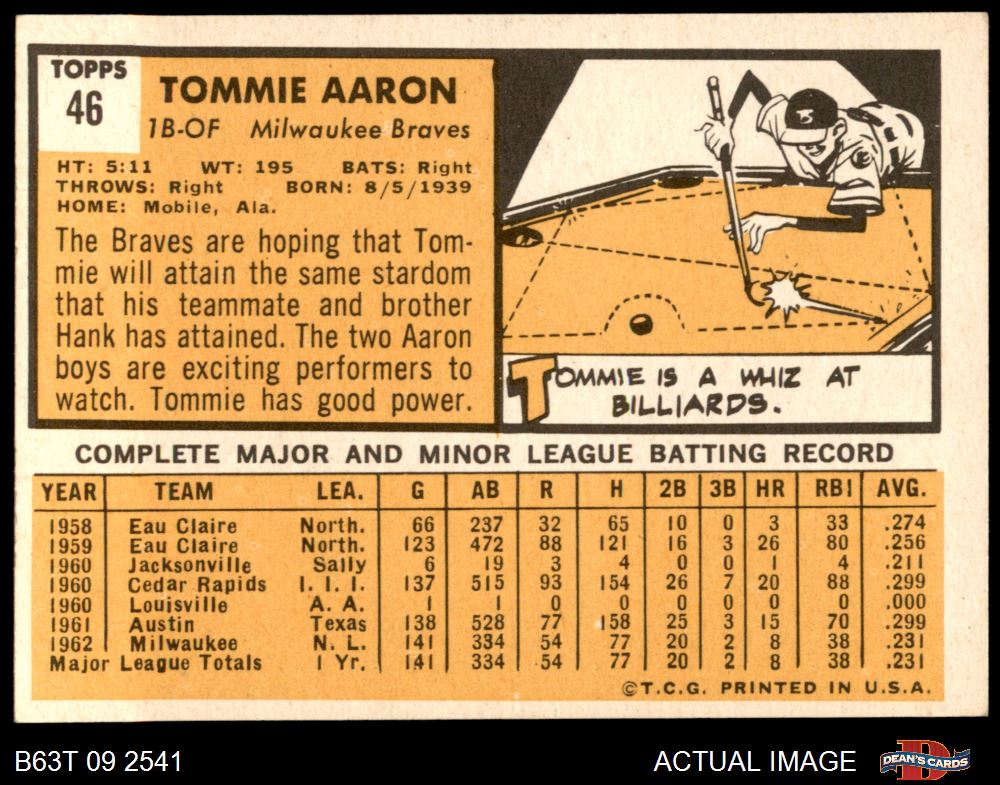 TOPPS
46
TOMMIE AARON
1B-OF Milwaukee Braves
HT: 5:11 WT: 195 BATS: Right
THROWS: Right BORN: 8/5/1939
HOME: Mobile, Ala.
The Braves are hoping that Tom-
mie will attain the same stardom
that his teammate and brother
Hank has attained. The two Aaron
boys are exciting performers to
watch. Tommie has good power.
TOMMIE IS A WHIZ AT
BILLIARDS.
COMPLETE MAJOR AND MINOR LEAGUE BATTING RECORD
YEAR TEAM LEA. G AB R H 2B 3B HR RBI AVG.
1958 Eau Claire North. 66 237 32 65 10 0 3 33 .274
1959 Eau Claire North. 123 472 88 121 16 3 26 80 .256
1960 Jacksonville Sally 6 19 3 4 0 0 1 4 .211
1960 Cedar Rapids I. I. I. 137 515 93 154 26 7 20 88 .299
1960 Louisville A. A. 1 1 0 0 0 0 0 0 .000
1961 Austin Texas 138 528 77 158 25 3 15 70 .299
1962 Milwaukee N. L. 141 334 54 77 20 2 8 38 .231
Major League Totals 1 Yr. 141 334 54 77 20 2 8 38 .231
©T.C.G. PRINTED IN U.S.A.
B63T 09 2541 ACTUAL IMAGE DEAN'S CARDS